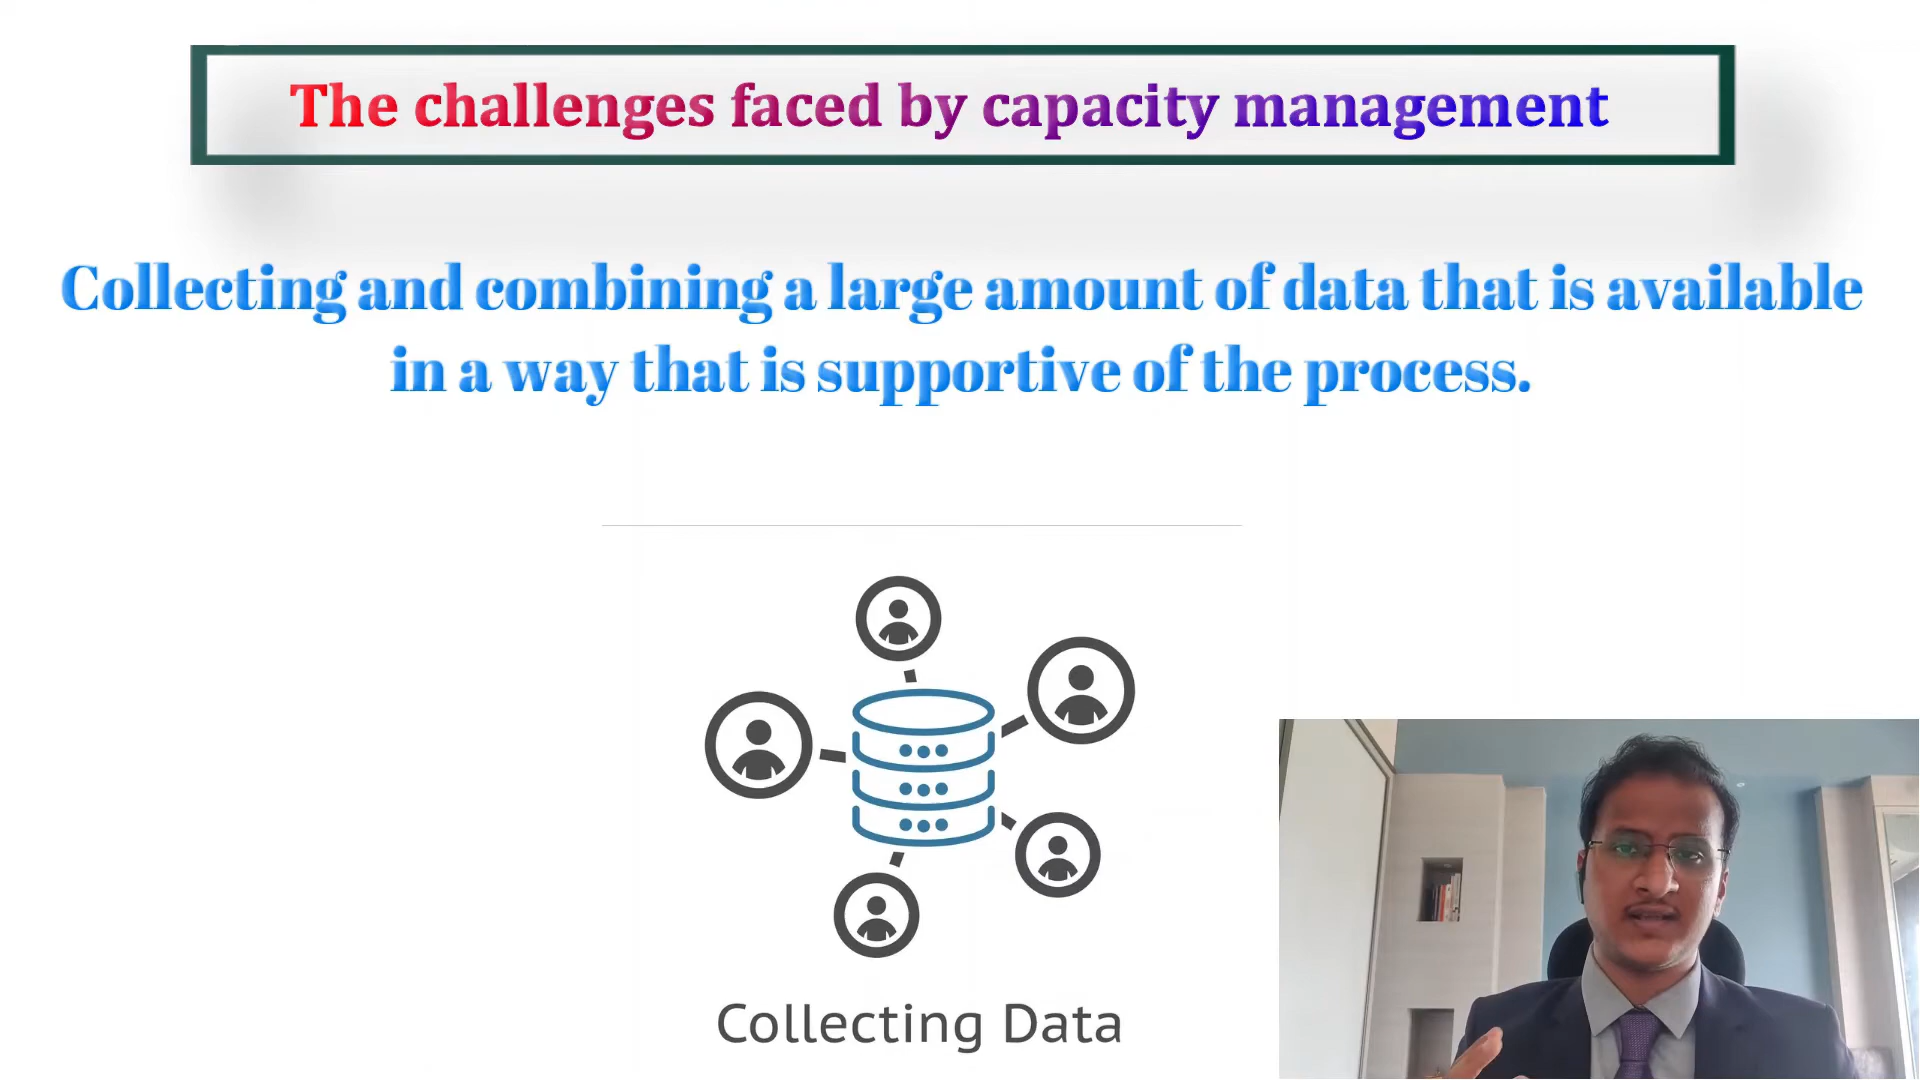 The challenges faced by capacity management
Collecting and combining a large amount of data that is available
in a way that is supportive of the process.
Collecting Data